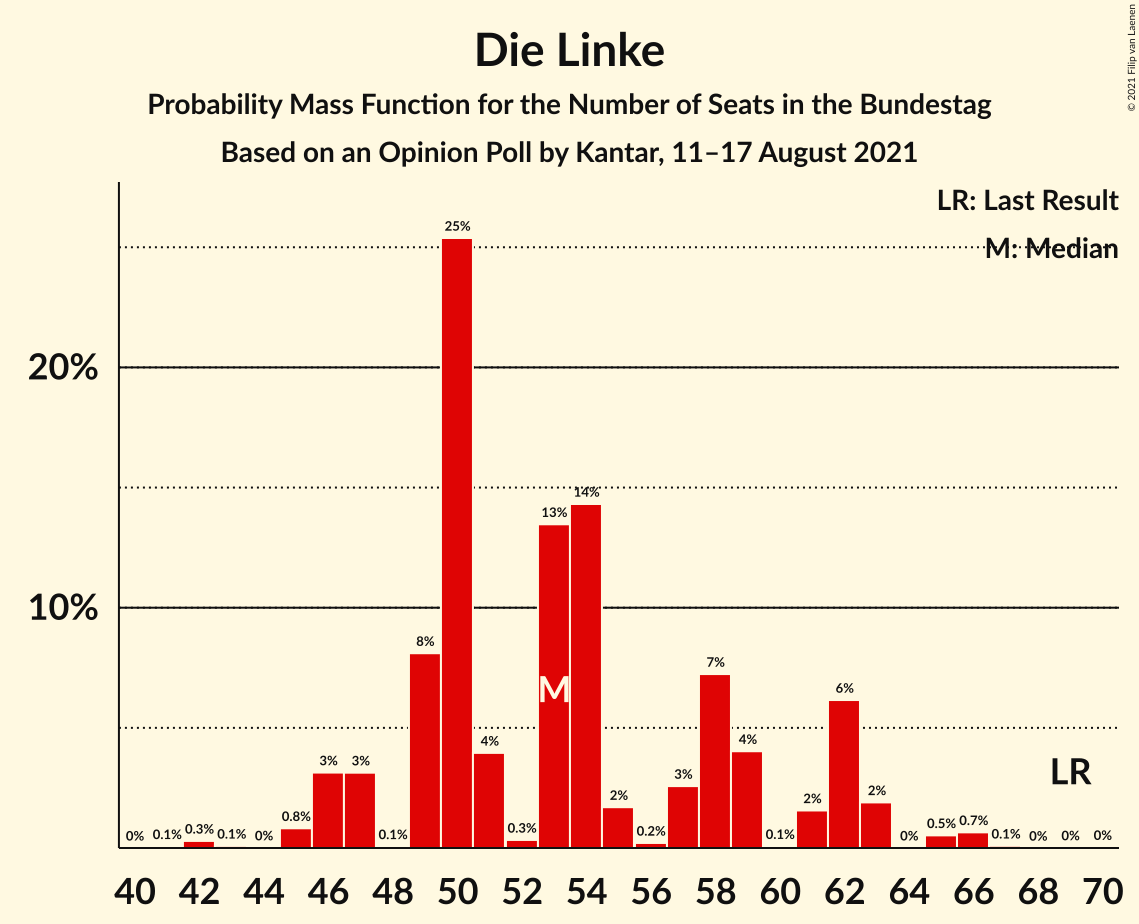 Die Linke
Probability Mass Function for the Number of Seats in the Bundestag
Based on an Opinion Poll by Kantar, 11–17 August 2021
© 2021 Filip van Laenen
LR: Last Result
M: Median
20%
10%
0% 0.1% 0.3% 0.1% 0% 0.8% 3% 3% 0.1% 8% 25% 4% 0.3% 13% 14% 2% 0.2% 3% 7% 4% 0.1% 2% 6% 2% 0% 0.5% 0.7% 0.1% 0% 0% 0%
M
LR
40 42 44 46 48 50 52 54 56 58 60 62 64 66 68 70